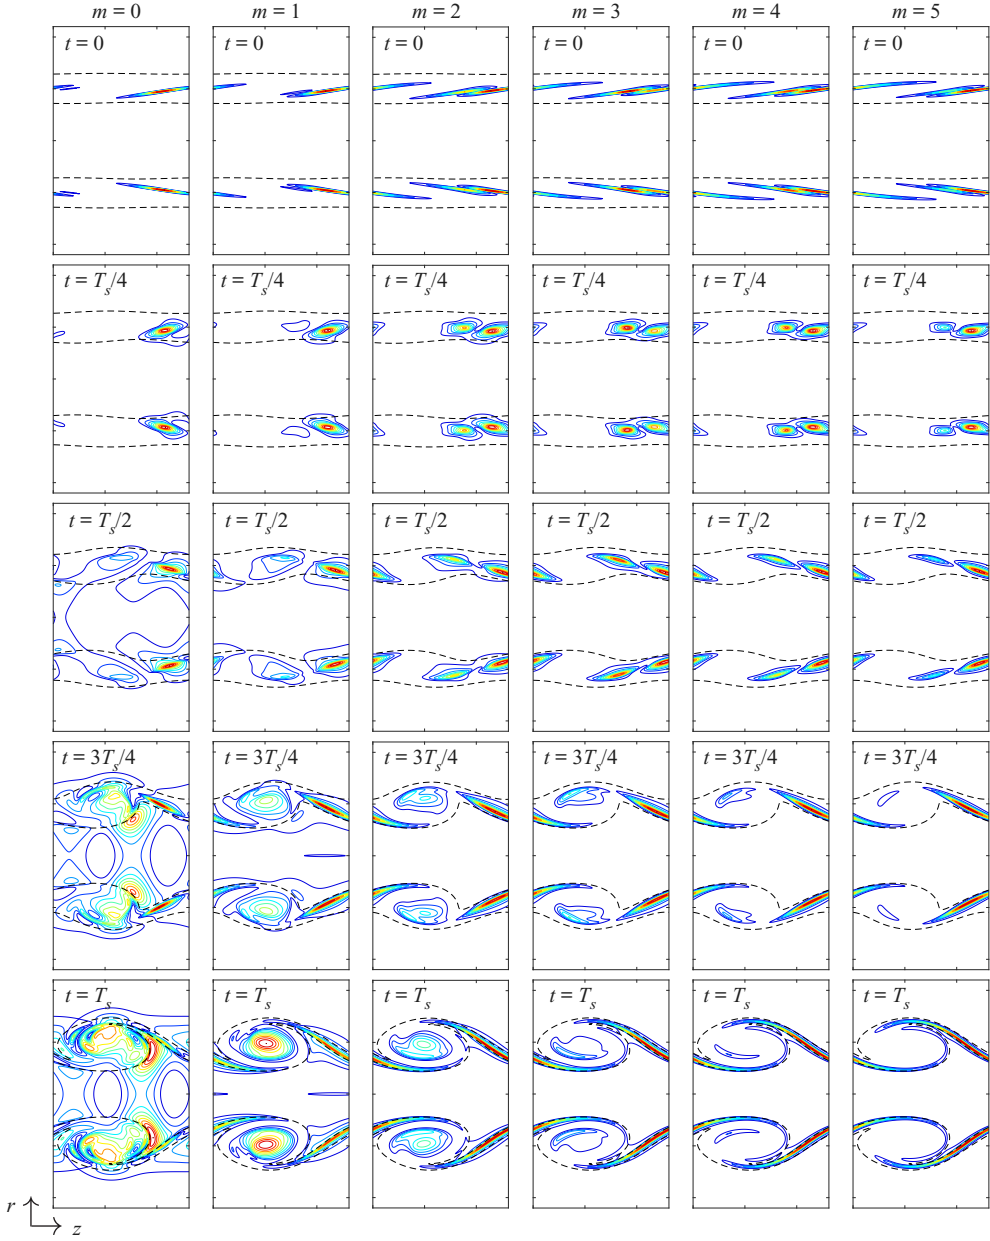 m = 0 m = 1 m = 2 m = 3 m = 4 m = 5
t = 0 t = 0 t = 0 t = 0 t = 0 t = 0
t = T_s/4 t = T_s/4 t = T_s/4 t = T_s/4 t = T_s/4 t = T_s/4
t = T_s/2 t = T_s/2 t = T_s/2 t = T_s/2 t = T_s/2 t = T_s/2
t = 3T_s/4 t = 3T_s/4 t = 3T_s/4 t = 3T_s/4 t = 3T_s/4 t = 3T_s/4
t = T_s t = T_s t = T_s t = T_s t = T_s t = T_s
r
z